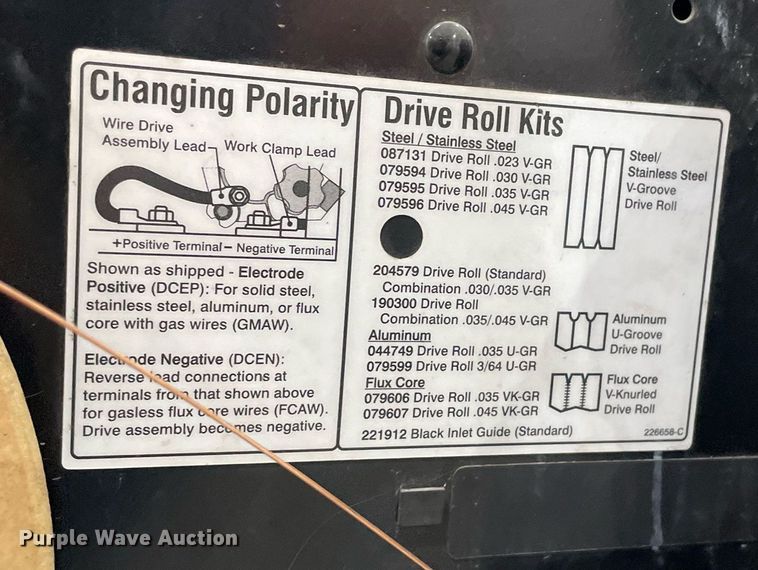 Changing Polarity
Wire Drive
Assembly Lead
Work Clamp Lead
+Positive Terminal
– Negative Terminal
Shown as shipped - Electrode
Positive (DCEP): For solid steel,
stainless steel, aluminum, or flux
core with gas wires (GMAW).
Electrode Negative (DCEN):
Reverse lead connections at
terminals from that shown above
for gasless flux core wires (FCAW).
Drive assembly becomes negative.
Drive Roll Kits
Steel / Stainless Steel
087131 Drive Roll .023 V-GR
079594 Drive Roll .030 V-GR
079595 Drive Roll .035 V-GR
079596 Drive Roll .045 V-GR
Steel/
Stainless Steel
V-Groove
Drive Roll
204579 Drive Roll (Standard)
Combination .030/.035 V-GR
190300 Drive Roll
Combination .035/.045 V-GR
Aluminum
044749 Drive Roll .035 U-GR
079599 Drive Roll 3/64 U-GR
Aluminum
U-Groove
Drive Roll
Flux Core
079606 Drive Roll .035 VK-GR
079607 Drive Roll .045 VK-GR
Flux Core
V-Knurled
Drive Roll
221912 Black Inlet Guide (Standard)
226658-C
Purple Wave Auction